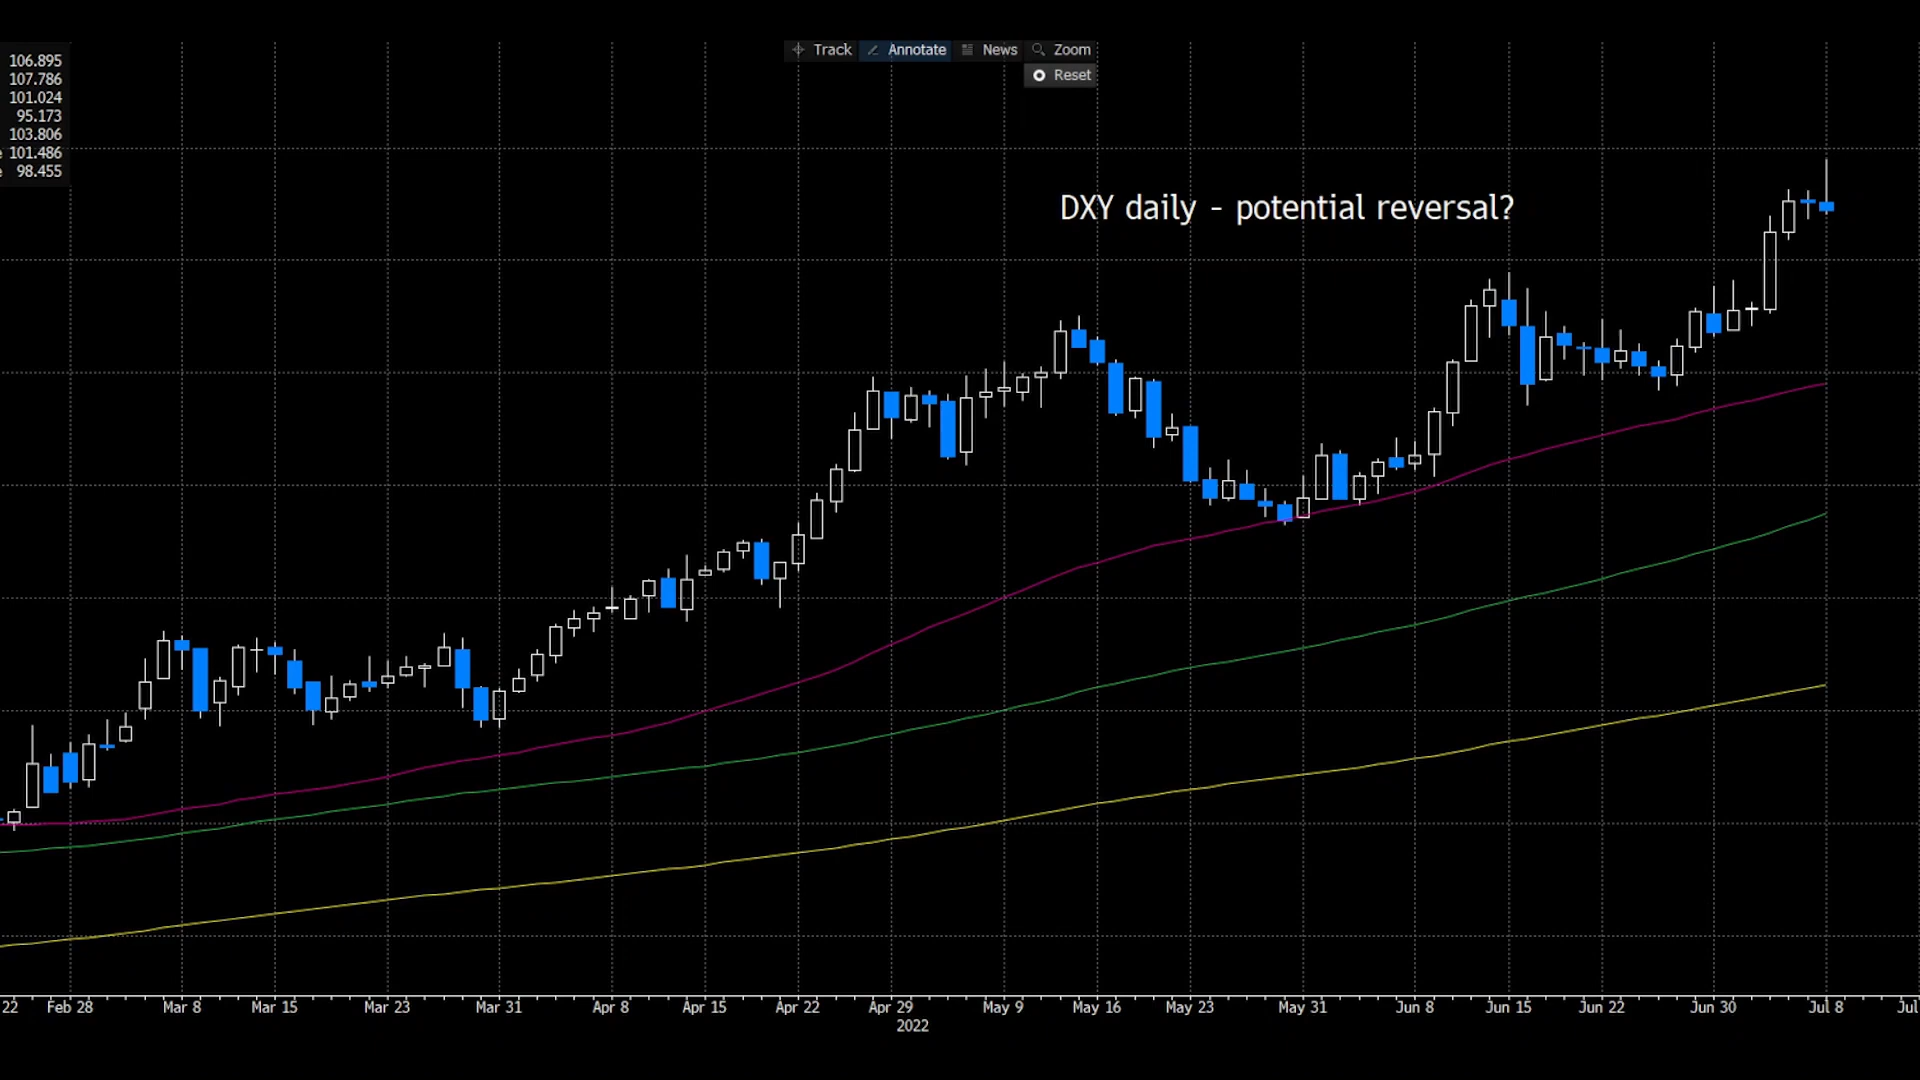 Track Annotate News Zoom
Reset
106.895
107.786
101.024
95.173
103.806
e 101.486
e 98.455
DXY daily - potential reversal?
22 Feb 28 Mar 8 Mar 15 Mar 23 Mar 31 Apr 8 Apr 15 Apr 22 Apr 29 May 9 May 16 May 23 May 31 Jun 8 Jun 15 Jun 22 Jun 30 Jul 8 Jul
2022